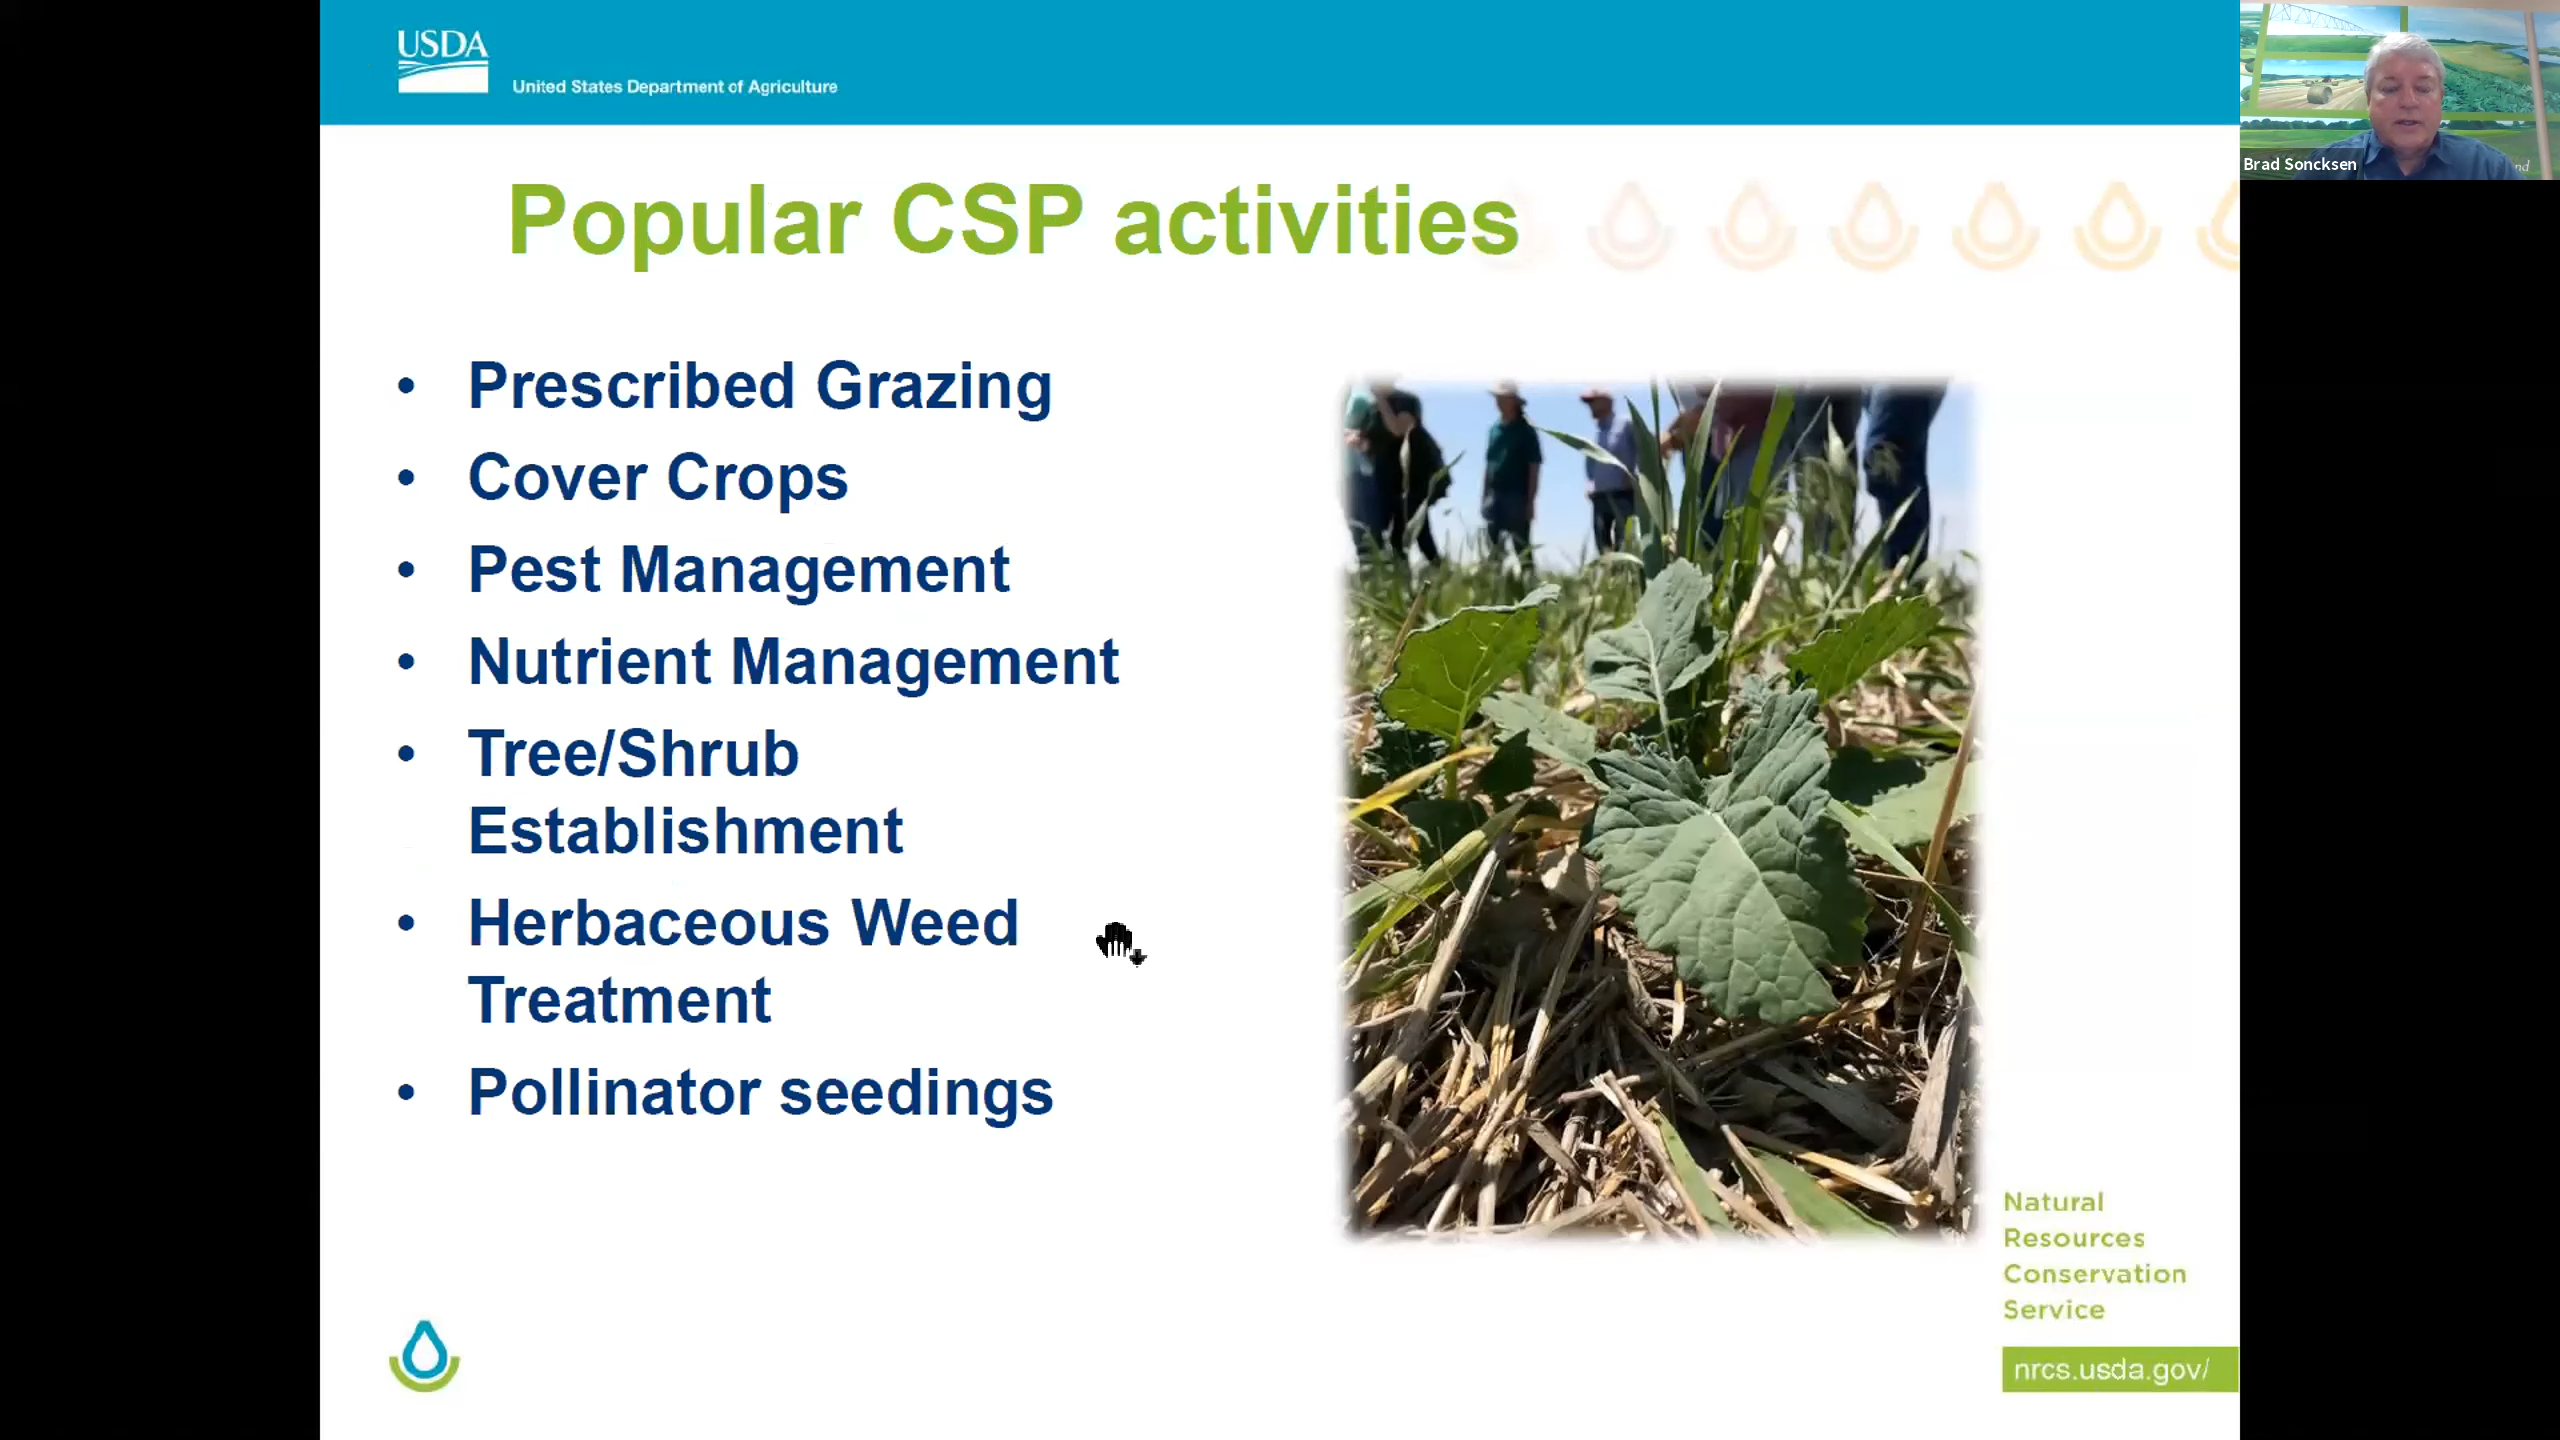 USDA
United States Department of Agriculture
Brad Soncksen
nd
Popular CSP activities
• Prescribed Grazing
• Cover Crops
• Pest Management
• Nutrient Management
• Tree/Shrub
Establishment
• Herbaceous Weed
Treatment
• Pollinator seedings
Natural
Resources
Conservation
Service
nrcs.usda.gov/